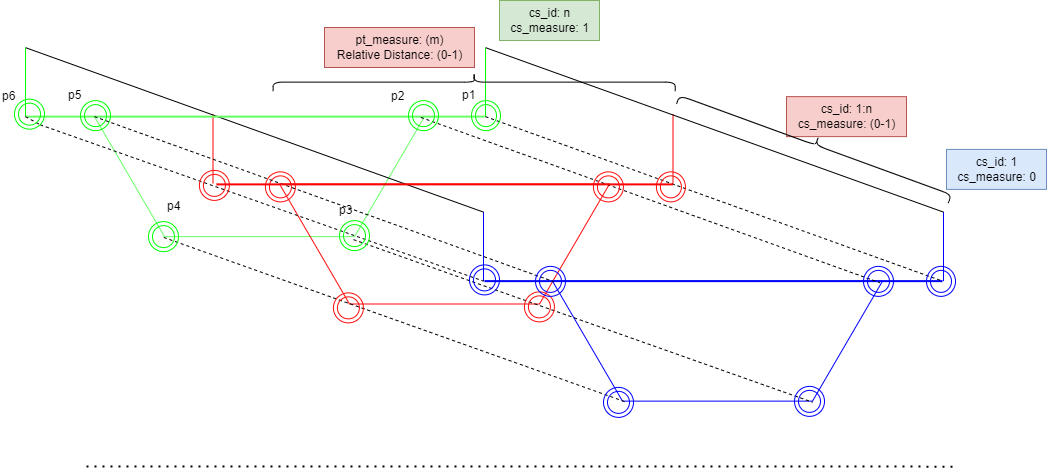 cs_id: n
cs_measure: 1
pt_measure: (m)
Relative Distance: (0-1)
p6
p5
p2
p1
cs_id: 1:n
cs_measure: (0-1)
cs_id: 1
cs_measure: 0
p4
p3